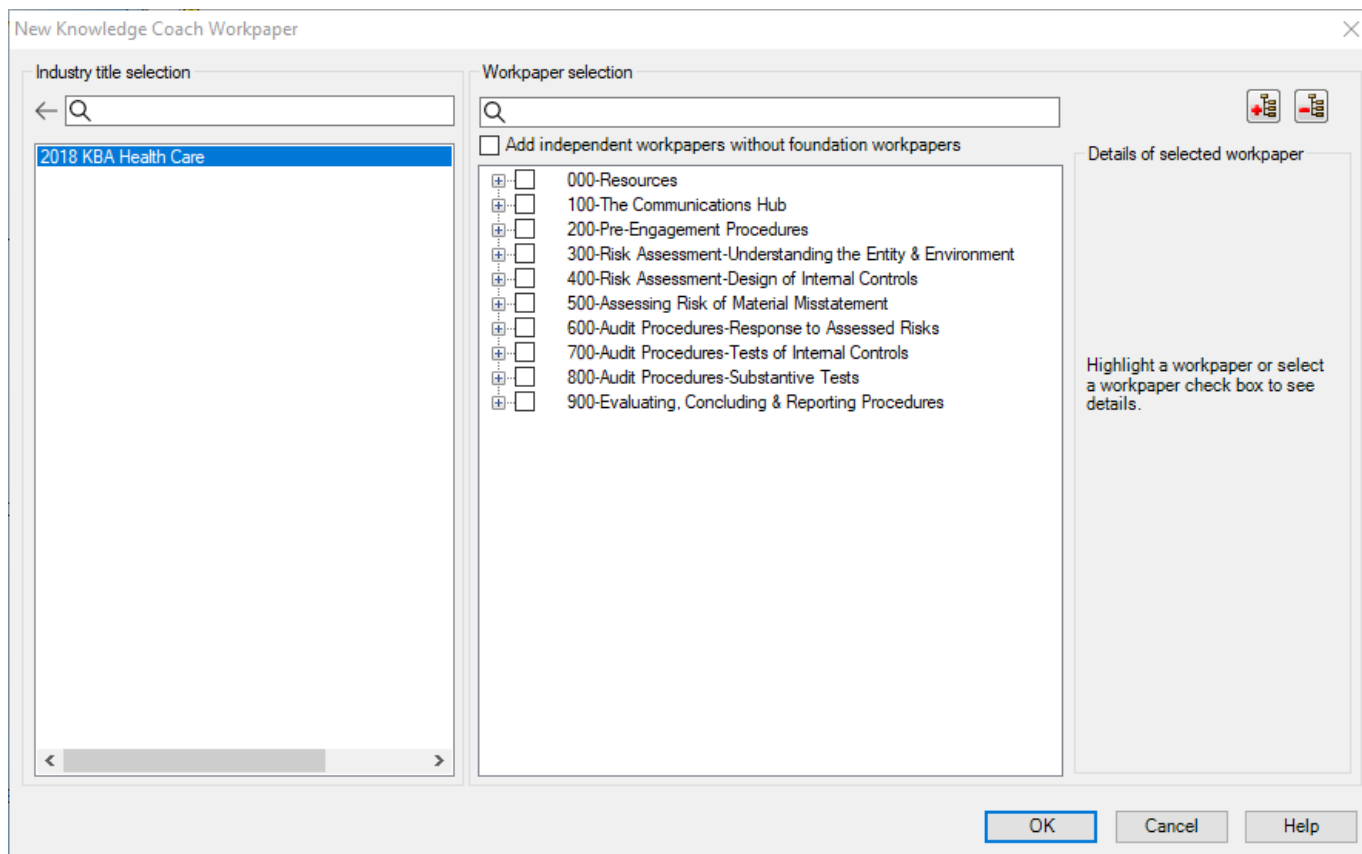 New Knowledge Coach Workpaper
Industry title selection
2018 KBA Health Care
Workpaper selection
Add independent workpapers without foundation workpapers
000-Resources
100-The Communications Hub
200-Pre-Engagement Procedures
300-Risk Assessment-Understanding the Entity & Environment
400-Risk Assessment-Design of Internal Controls
500-Assessing Risk of Material Misstatement
600-Audit Procedures-Response to Assessed Risks
700-Audit Procedures-Tests of Internal Controls
800-Audit Procedures-Substantive Tests
900-Evaluating, Concluding & Reporting Procedures
Details of selected workpaper
Highlight a workpaper or select
a workpaper check box to see
details.
OK
Cancel
Help